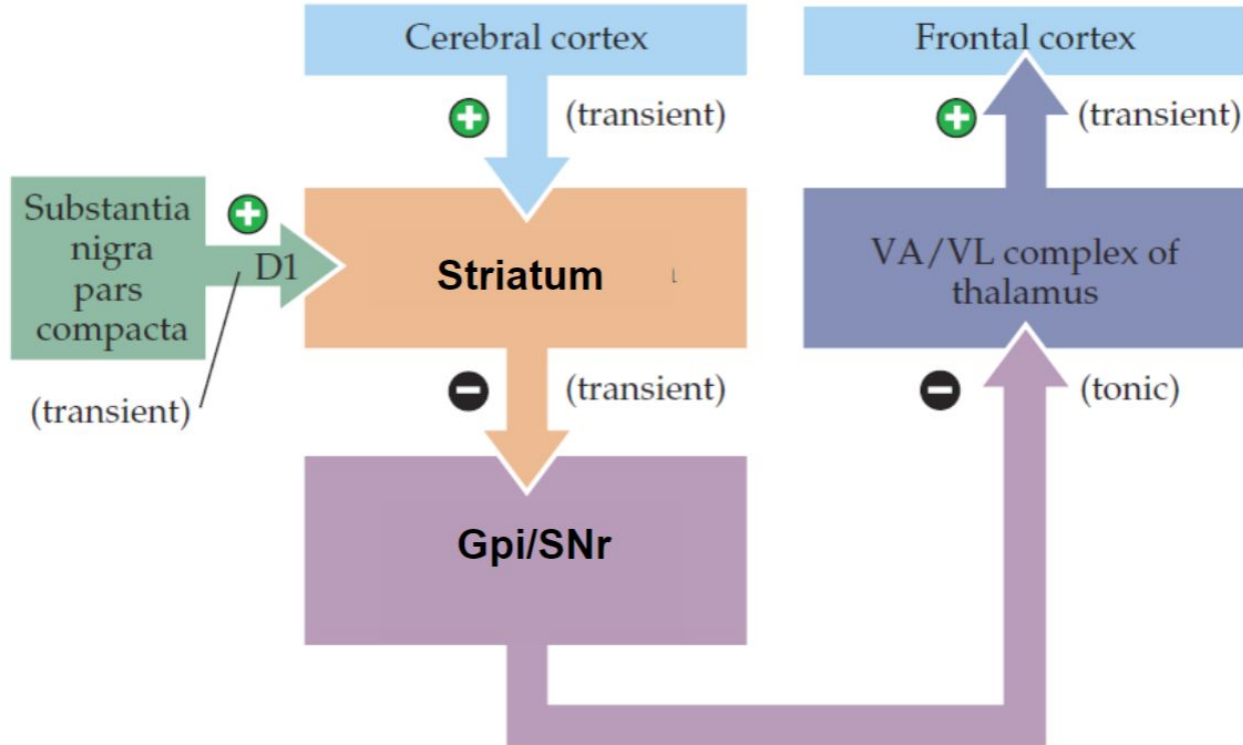 Cerebral cortex
Frontal cortex
(transient)
(transient)
Substantia
nigra
pars
compacta
D1
Striatum
VA/VL complex of
thalamus
(transient)
(transient)
(tonic)
Gpi/SNr